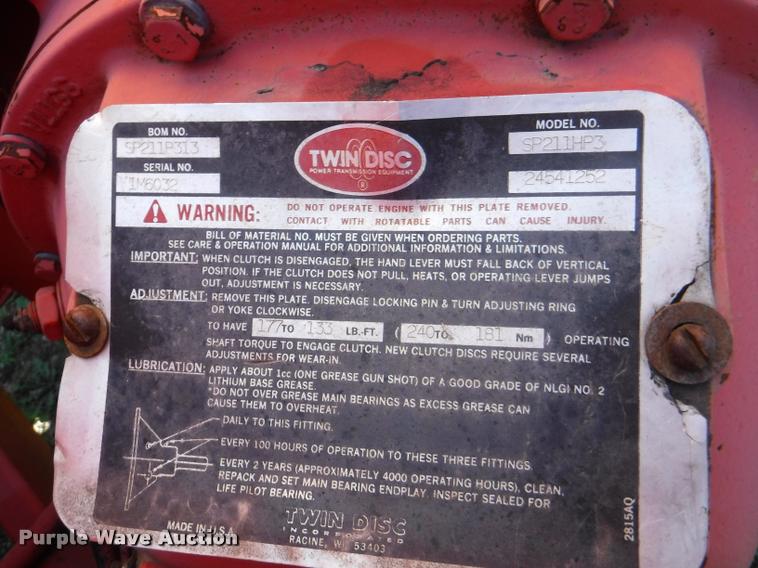 BOM NO.
SP211P313
SERIAL NO.
1M6032
TWIN DISC
POWER TRANSMISSION EQUIPMENT
®
MODEL NO.
SP211HP3
24541252
WARNING: DO NOT OPERATE ENGINE WITH THIS PLATE REMOVED.
CONTACT WITH ROTATABLE PARTS CAN CAUSE INJURY.
BILL OF MATERIAL NO. MUST BE GIVEN WHEN ORDERING PARTS.
SEE CARE & OPERATION MANUAL FOR ADDITIONAL INFORMATION & LIMITATIONS.
IMPORTANT: WHEN CLUTCH IS DISENGAGED, THE HAND LEVER MUST FALL BACK OF VERTICAL
POSITION. IF THE CLUTCH DOES NOT PULL, HEATS, OR OPERATING LEVER JUMPS
OUT, ADJUSTMENT IS NECESSARY.
ADJUSTMENT: REMOVE THIS PLATE. DISENGAGE LOCKING PIN & TURN ADJUSTING RING
OR YOKE CLOCKWISE.
TO HAVE 177 TO 133 LB.-FT. ( 240 TO 181 Nm ) OPERATING
SHAFT TORQUE TO ENGAGE CLUTCH. NEW CLUTCH DISCS REQUIRE SEVERAL
ADJUSTMENTS FOR WEAR-IN.
LUBRICATION: APPLY ABOUT 1cc (ONE GREASE GUN SHOT) OF A GOOD GRADE OF NLGI NO. 2
LITHIUM BASE GREASE.
*DO NOT OVER GREASE MAIN BEARINGS AS EXCESS GREASE CAN
CAUSE THEM TO OVERHEAT.
DAILY TO THIS FITTING.
EVERY 100 HOURS OF OPERATION TO THESE THREE FITTINGS.
EVERY 2 YEARS (APPROXIMATELY 4000 OPERATING HOURS), CLEAN,
REPACK AND SET MAIN BEARING ENDPLAY. INSPECT SEALED FOR
LIFE PILOT BEARING.
MADE IN U.S.A.
TWIN DISC
INCORPORATED
RACINE, WI 53403
2815AQ
Purple Wave Auction